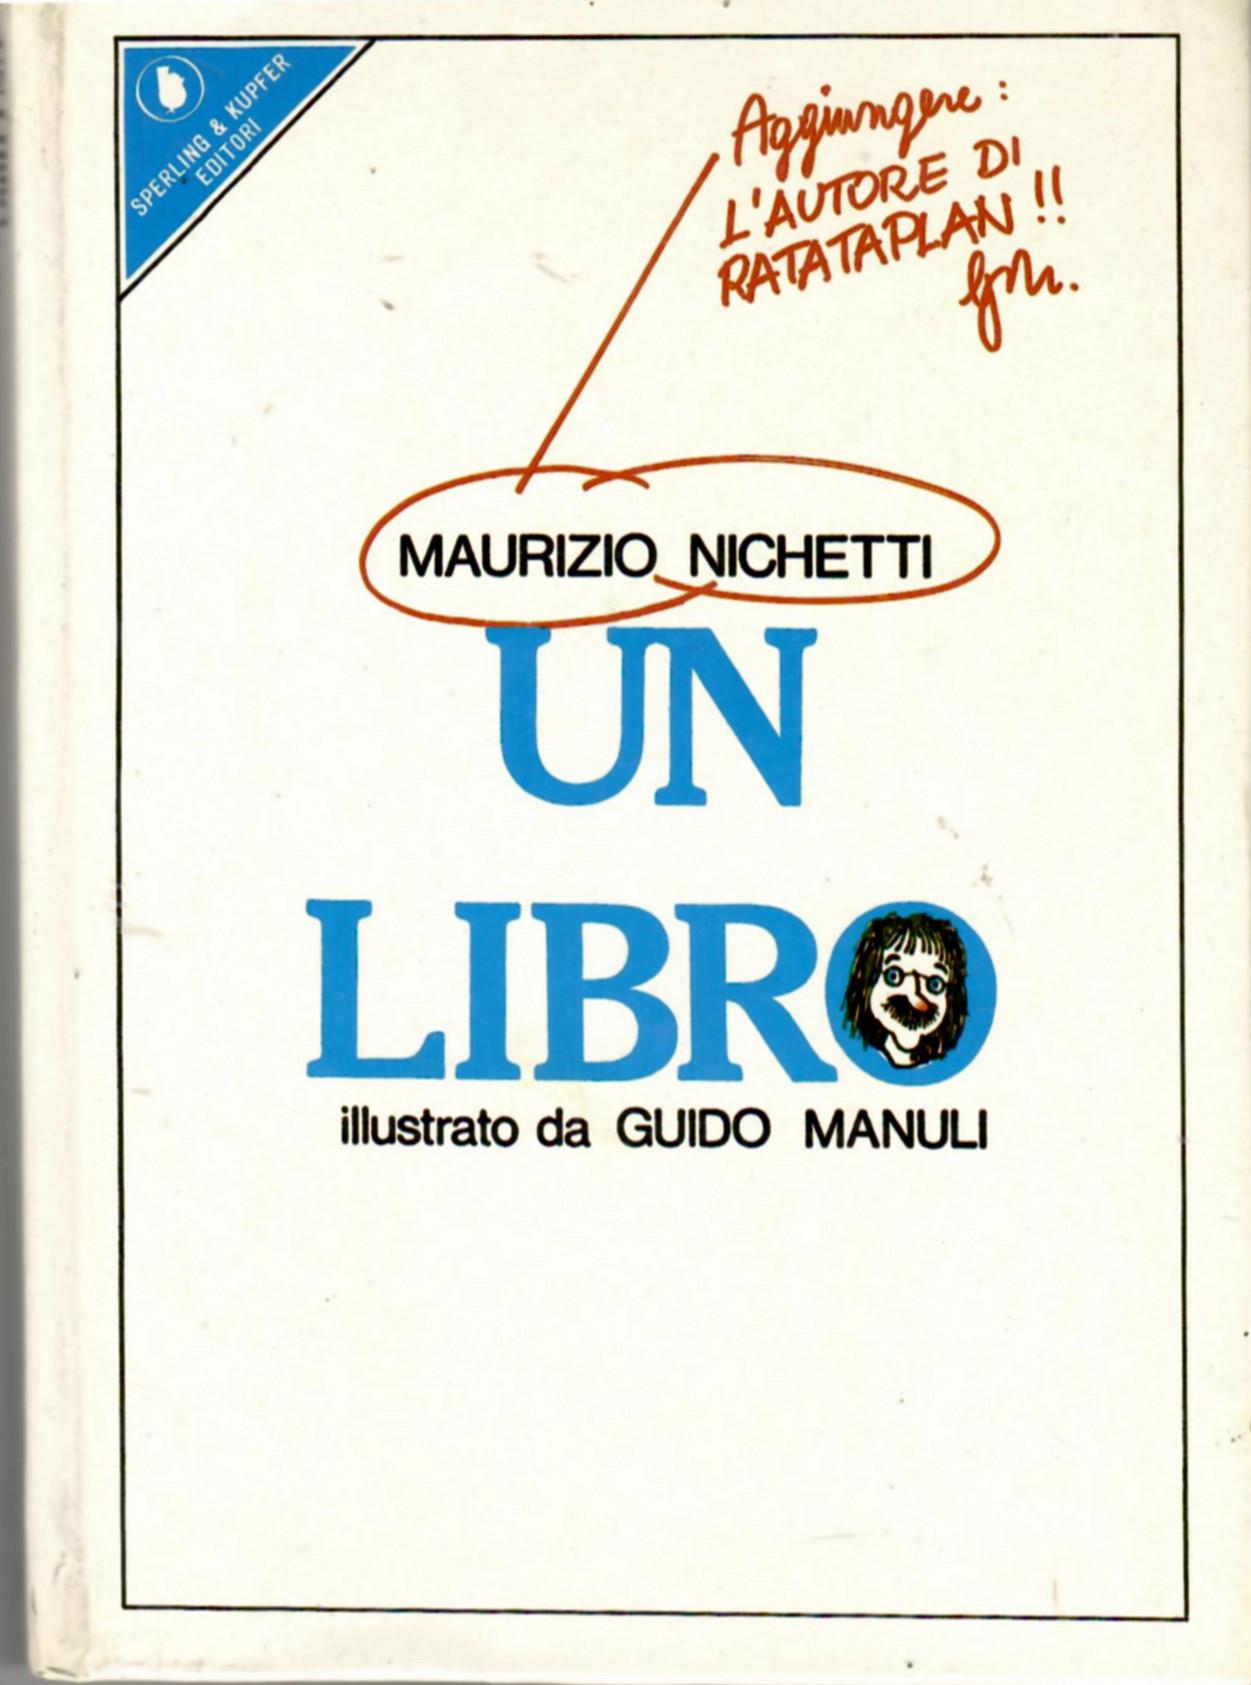 SPERLING & KUPFER
EDITORI
Aggiungere:
L'AUTORE DI
RATATAPLAN!!
MAURIZIO NICHETTI
UN
LIBRO
illustrato da GUIDO MANULI